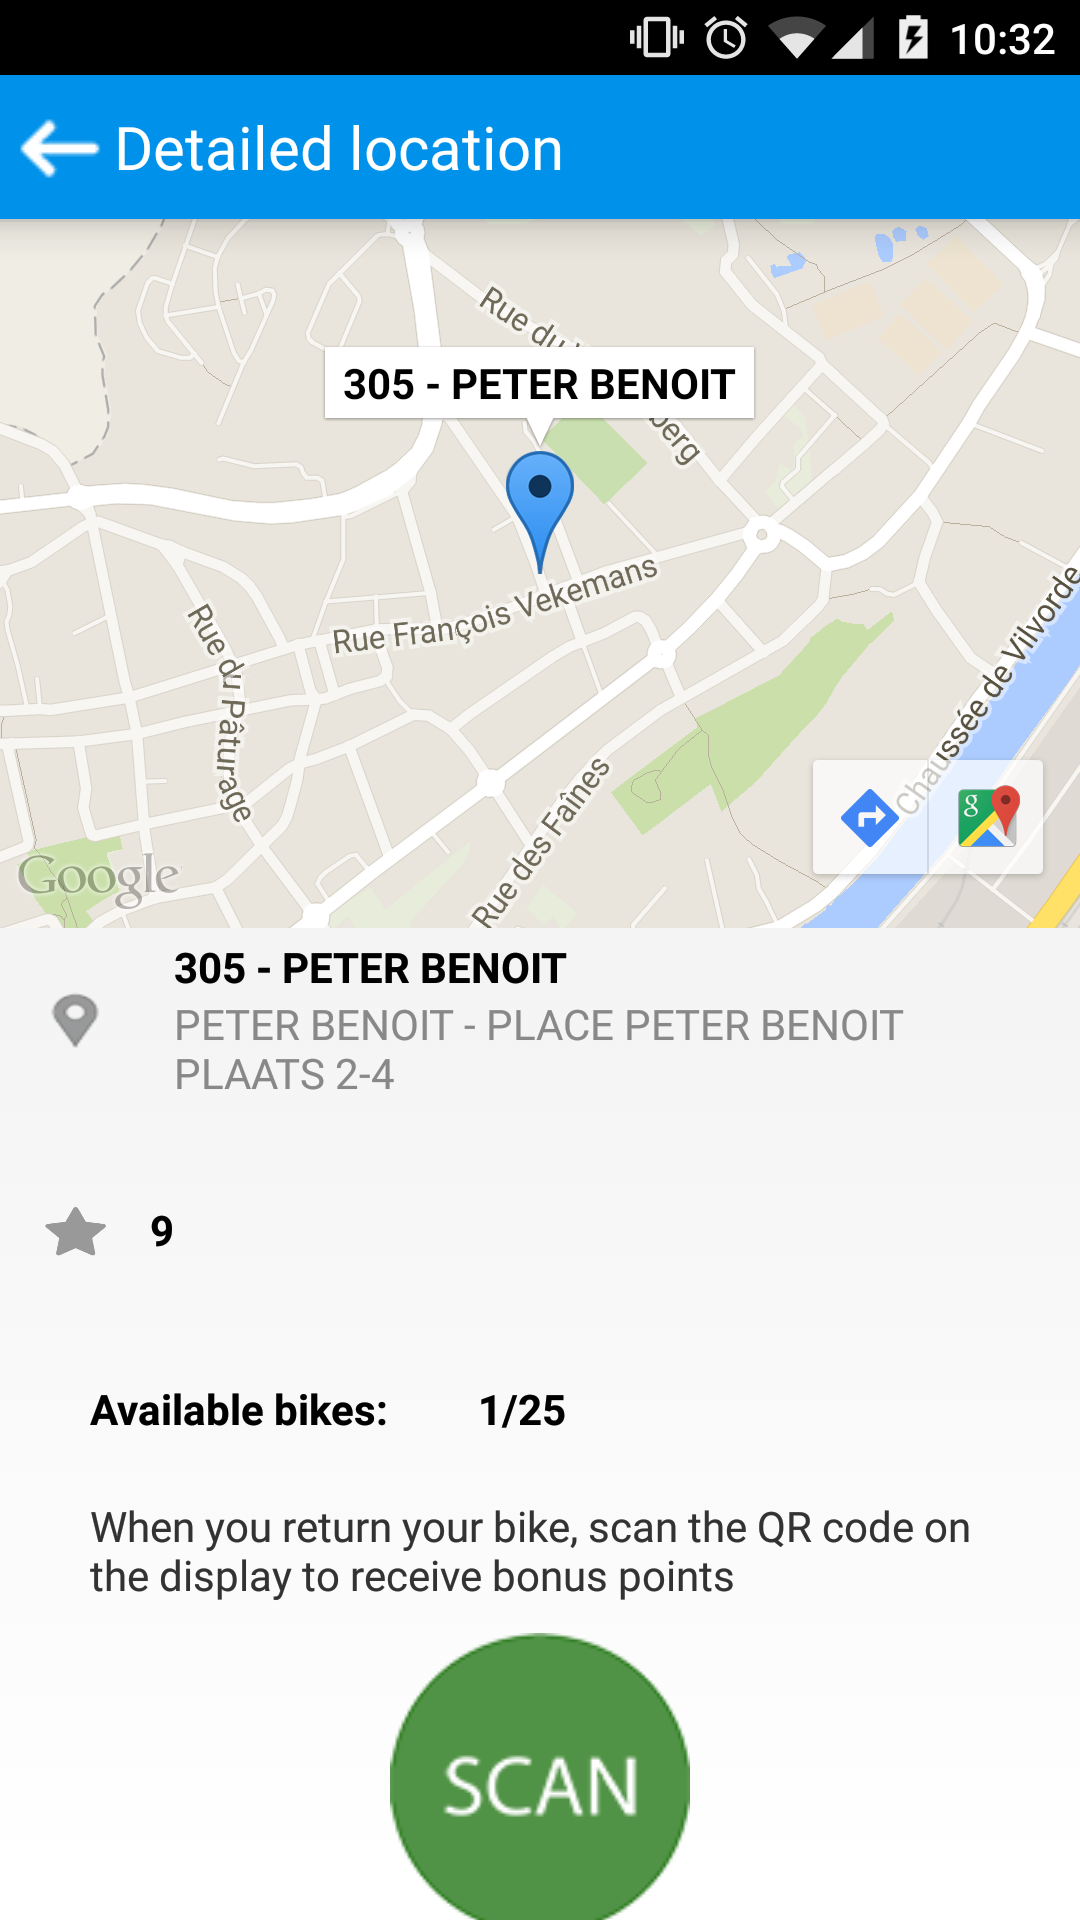 10:32
Detailed location
Rue du
berg
305 - PETER BENOIT
Rue François Vekemans
Rue du Pâturage
Chaussée de Vilvorde
Rue des Faînes
g
Google
305 - PETER BENOIT
PETER BENOIT - PLACE PETER BENOIT
PLAATS 2-4
9
Available bikes: 1/25
When you return your bike, scan the QR code on
the display to receive bonus points
SCAN